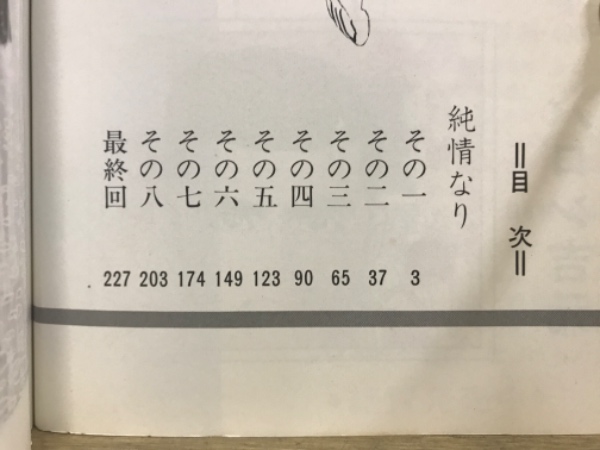 =目次=
純情なり
その一 3
その二 37
その三 65
その四 90
その五 123
その六 149
その七 174
その八 203
最終回 227